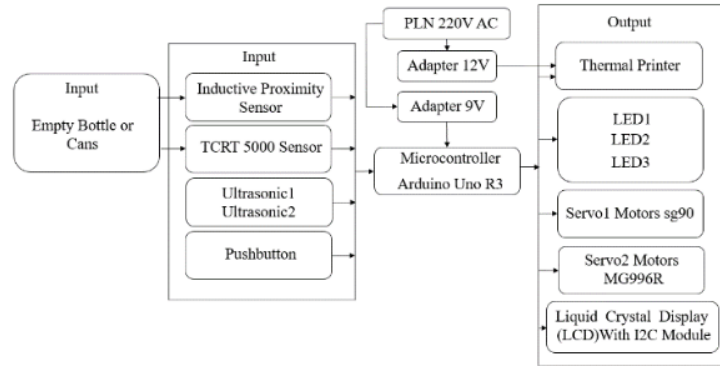 Input
Empty Bottle or
Cans
Input
Inductive Proximity
Sensor
TCRT 5000 Sensor
Ultrasonic1
Ultrasonic2
Pushbutton
PLN 220V AC
Adapter 12V
Adapter 9V
Microcontroller
Arduino Uno R3
Output
Thermal Printer
LED1
LED2
LED3
Servo1 Motors sg90
Servo2 Motors
MG996R
Liquid Crystal Display
(LCD)With I2C Module